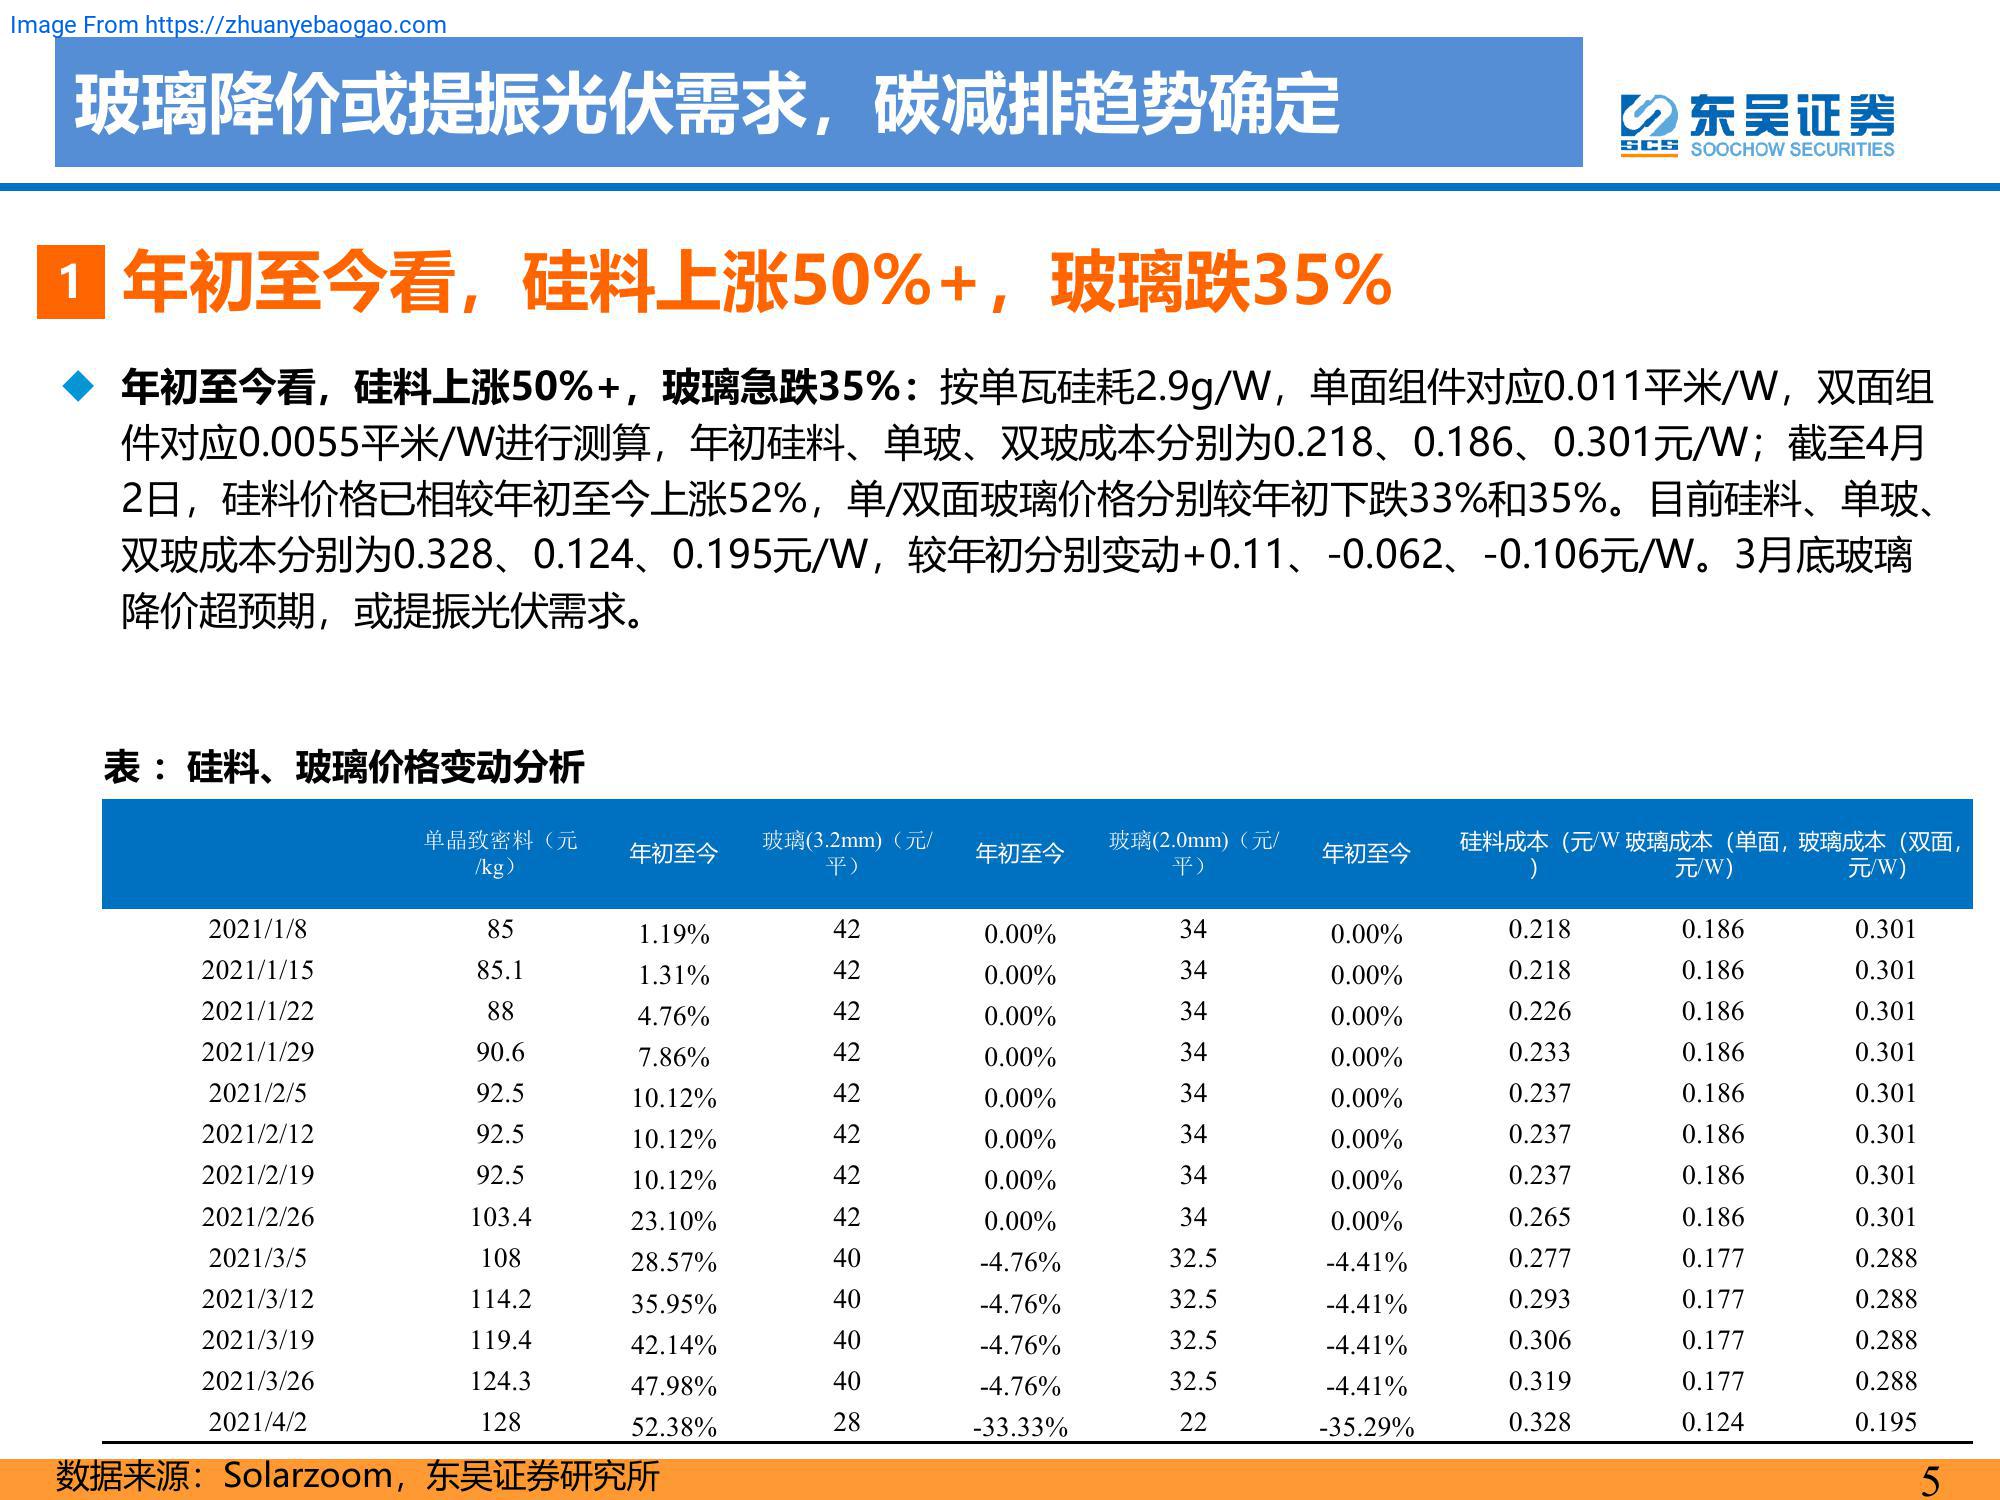 Image From https://zhuanyebaogao.com
玻璃降价或提振光伏需求，碳减排趋势确定
东吴证券
SCS SOOCHOW SECURITIES
1 年初至今看，硅料上涨50%+，玻璃跌35%
年初至今看，硅料上涨50%+，玻璃急跌35%：按单瓦硅耗2.9g/W，单面组件对应0.011平米/W，双面组
件对应0.0055平米/W进行测算，年初硅料、单玻、双玻成本分别为0.218、0.186、0.301元/W；截至4月
2日，硅料价格已相较年初至今上涨52%，单/双面玻璃价格分别较年初下跌33%和35%。目前硅料、单玻、
双玻成本分别为0.328、0.124、0.195元/W，较年初分别变动+0.11、-0.062、-0.106元/W。3月底玻璃
降价超预期，或提振光伏需求。
表 ：硅料、玻璃价格变动分析
单晶致密料（元/kg） 年初至今 玻璃(3.2mm)（元/平） 年初至今 玻璃(2.0mm)（元/平） 年初至今 硅料成本（元/W） 玻璃成本（单面，元/W） 玻璃成本（双面，元/W）
2021/1/8 85 1.19% 42 0.00% 34 0.00% 0.218 0.186 0.301
2021/1/15 85.1 1.31% 42 0.00% 34 0.00% 0.218 0.186 0.301
2021/1/22 88 4.76% 42 0.00% 34 0.00% 0.226 0.186 0.301
2021/1/29 90.6 7.86% 42 0.00% 34 0.00% 0.233 0.186 0.301
2021/2/5 92.5 10.12% 42 0.00% 34 0.00% 0.237 0.186 0.301
2021/2/12 92.5 10.12% 42 0.00% 34 0.00% 0.237 0.186 0.301
2021/2/19 92.5 10.12% 42 0.00% 34 0.00% 0.237 0.186 0.301
2021/2/26 103.4 23.10% 42 0.00% 34 0.00% 0.265 0.186 0.301
2021/3/5 108 28.57% 40 -4.76% 32.5 -4.41% 0.277 0.177 0.288
2021/3/12 114.2 35.95% 40 -4.76% 32.5 -4.41% 0.293 0.177 0.288
2021/3/19 119.4 42.14% 40 -4.76% 32.5 -4.41% 0.306 0.177 0.288
2021/3/26 124.3 47.98% 40 -4.76% 32.5 -4.41% 0.319 0.177 0.288
2021/4/2 128 52.38% 28 -33.33% 22 -35.29% 0.328 0.124 0.195
数据来源：Solarzoom，东吴证券研究所
5